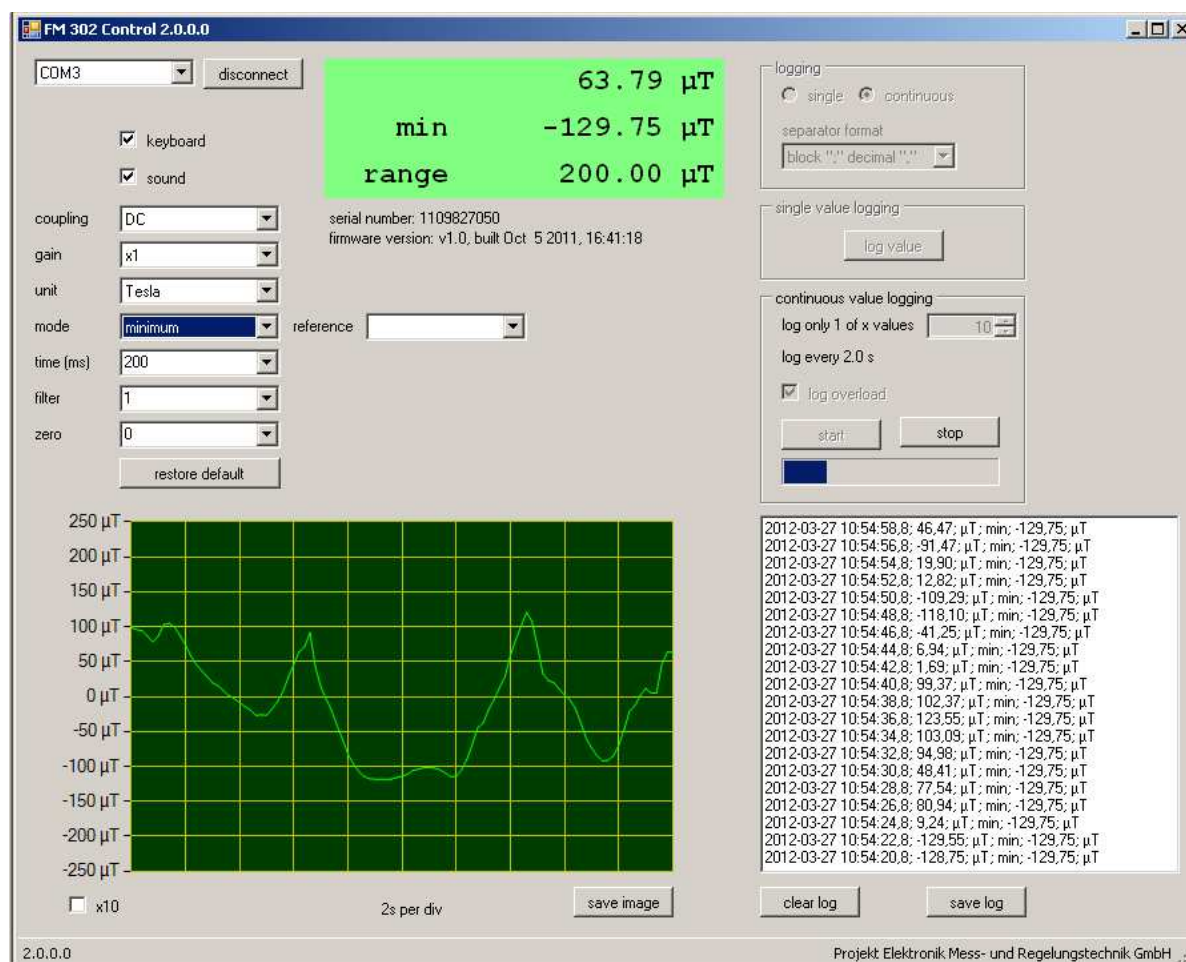 FM 302 Control 2.0.0.0
COM3
disconnect
keyboard
sound
63.79 µT
min -129.75 µT
range 200.00 µT
serial number: 1109827050
firmware version: v1.0, built Oct 5 2011, 16:41:18
coupling DC
gain x1
unit Tesla
mode minimum
reference
time (ms) 200
filter 1
zero 0
restore default
logging
single continuous
separator format
block ";" decimal ","
single value logging
log value
continuous value logging
log only 1 of x values 10
log every 2.0 s
log overload
start stop
250 µT
200 µT
150 µT
100 µT
50 µT
0 µT
-50 µT
-100 µT
-150 µT
-200 µT
-250 µT
x10
2s per div
save image
2012-03-27 10:54:58,8; 46,47; µT; min; -129,75; µT
2012-03-27 10:54:56,8; -91,47; µT; min; -129,75; µT
2012-03-27 10:54:54,8; 19,90; µT; min; -129,75; µT
2012-03-27 10:54:52,8; 12,82; µT; min; -129,75; µT
2012-03-27 10:54:50,8; -109,29; µT; min; -129,75; µT
2012-03-27 10:54:48,8; -118,10; µT; min; -129,75; µT
2012-03-27 10:54:46,8; -41,25; µT; min; -129,75; µT
2012-03-27 10:54:44,8; 6,94; µT; min; -129,75; µT
2012-03-27 10:54:42,8; 1,69; µT; min; -129,75; µT
2012-03-27 10:54:40,8; 99,37; µT; min; -129,75; µT
2012-03-27 10:54:38,8; 102,37; µT; min; -129,75; µT
2012-03-27 10:54:36,8; 123,55; µT; min; -129,75; µT
2012-03-27 10:54:34,8; 103,09; µT; min; -129,75; µT
2012-03-27 10:54:32,8; 94,98; µT; min; -129,75; µT
2012-03-27 10:54:30,8; 48,41; µT; min; -129,75; µT
2012-03-27 10:54:28,8; 77,54; µT; min; -129,75; µT
2012-03-27 10:54:26,8; 80,94; µT; min; -129,75; µT
2012-03-27 10:54:24,8; 9,24; µT; min; -129,75; µT
2012-03-27 10:54:22,8; -129,55; µT; min; -129,75; µT
2012-03-27 10:54:20,8; -128,75; µT; min; -129,75; µT
clear log
save log
2.0.0.0
Projekt Elektronik Mess- und Regelungstechnik GmbH